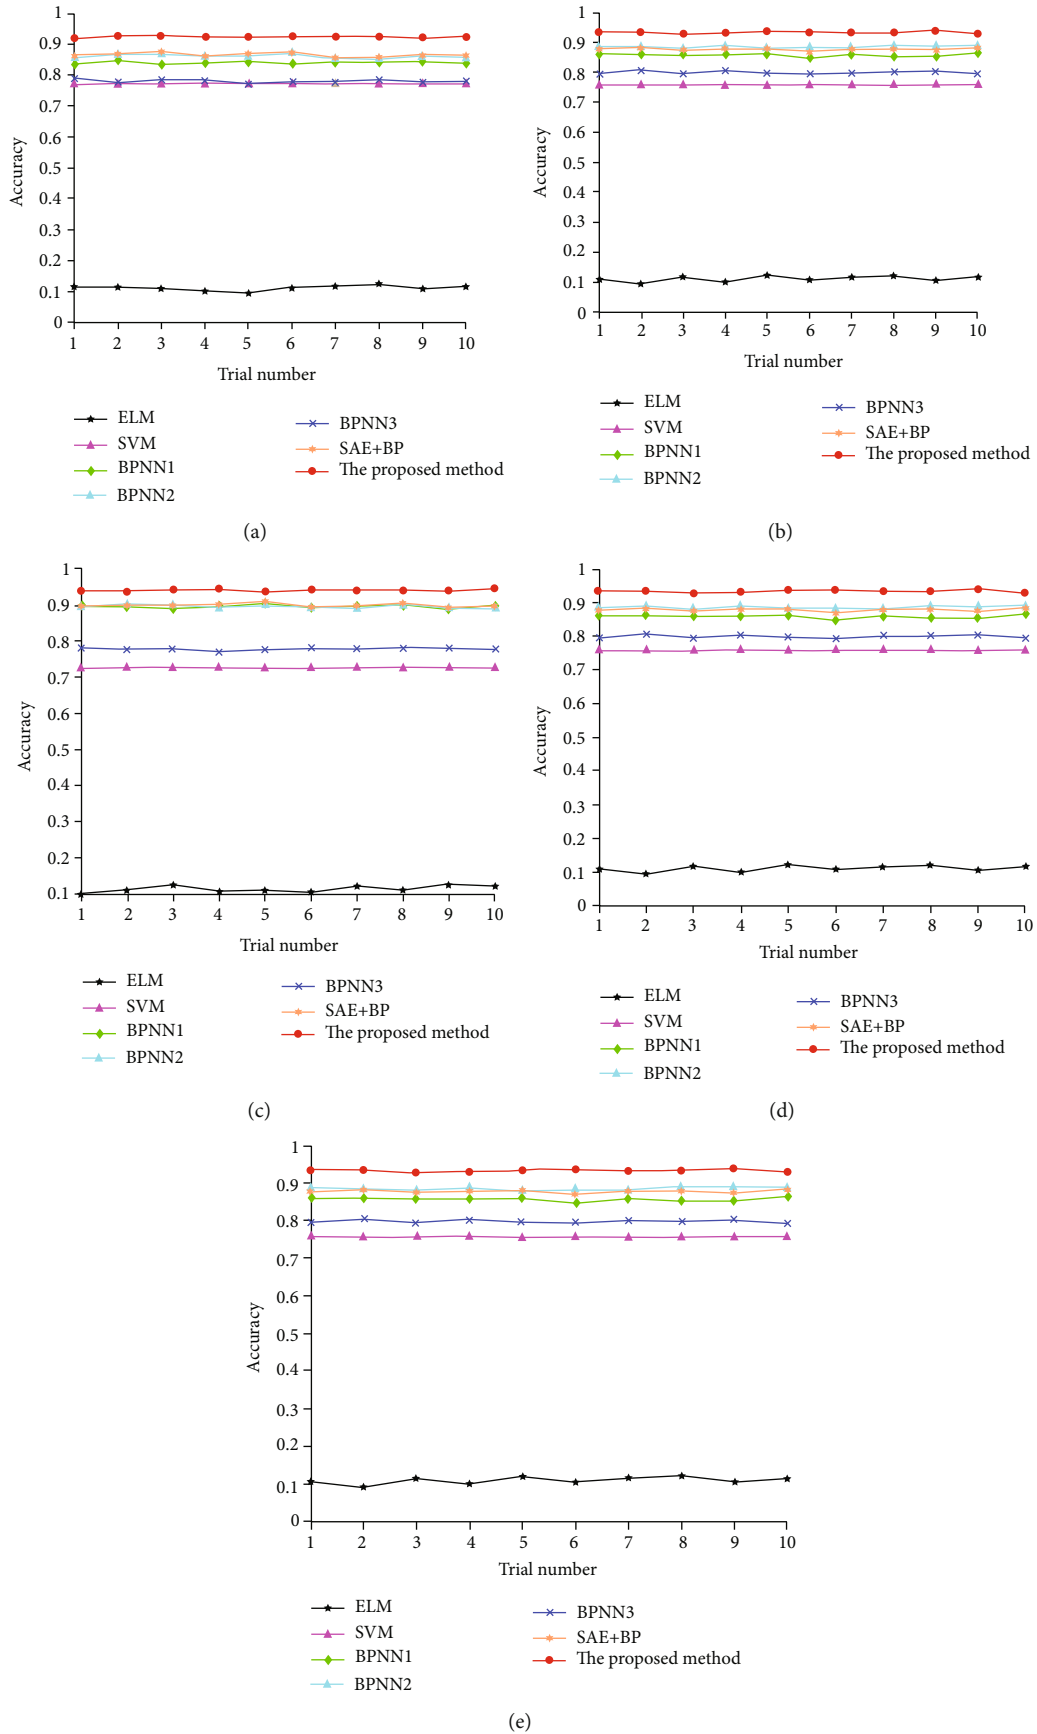 1
0.9
0.8
0.7
0.6
0.5
0.4
0.3
0.2
0.1
0
Accuracy
1 2 3 4 5 6 7 8 9 10
Trial number
ELM
SVM
BPNN1
BPNN2
BPNN3
SAE+BP
The proposed method
(a)
1
0.9
0.8
0.7
0.6
0.5
0.4
0.3
0.2
0.1
0
Accuracy
1 2 3 4 5 6 7 8 9 10
Trial number
ELM
SVM
BPNN1
BPNN2
BPNN3
SAE+BP
The proposed method
(b)
1
0.9
0.8
0.7
0.6
0.5
0.4
0.3
0.2
0.1
Accuracy
1 2 3 4 5 6 7 8 9 10
Trial number
ELM
SVM
BPNN1
BPNN2
BPNN3
SAE+BP
The proposed method
(c)
1
0.9
0.8
0.7
0.6
0.5
0.4
0.3
0.2
0.1
0
Accuracy
1 2 3 4 5 6 7 8 9 10
Trial number
ELM
SVM
BPNN1
BPNN2
BPNN3
SAE+BP
The proposed method
(d)
1
0.9
0.8
0.7
0.6
0.5
0.4
0.3
0.2
0.1
0
Accuracy
1 2 3 4 5 6 7 8 9 10
Trial number
ELM
SVM
BPNN1
BPNN2
BPNN3
SAE+BP
The proposed method
(e)